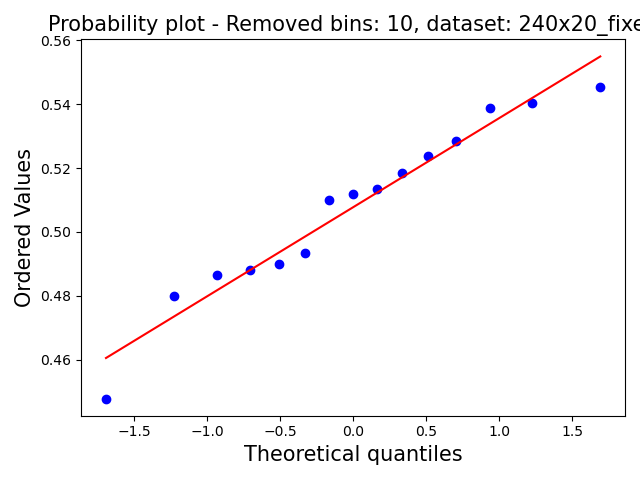 Probability plot - Removed bins: 10, dataset: 240x20_fixe
0.56
0.54
0.52
0.50
0.48
0.46
Ordered Values
−1.5 −1.0 −0.5 0.0 0.5 1.0 1.5
Theoretical quantiles